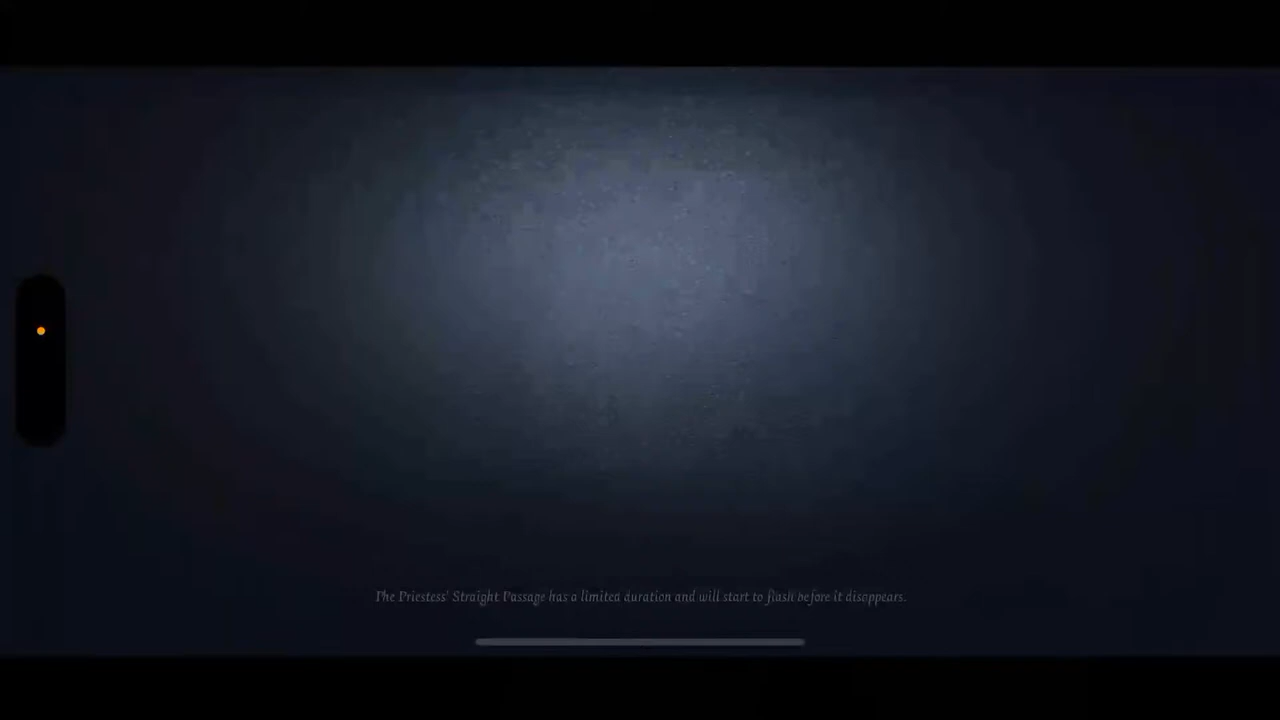 The Priestess' Straight Passage has a limited duration and will start to flash before it disappears.